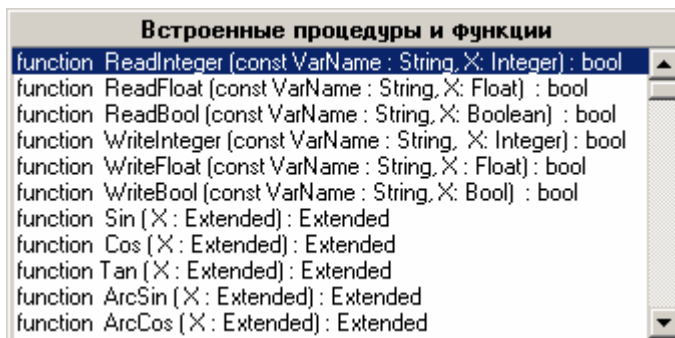 Встроенные процедуры и функции
function ReadInteger (const VarName : String, X: Integer) : bool
function ReadFloat (const VarName : String, X: Float) : bool
function ReadBool (const VarName : String, X: Boolean) : bool
function WriteInteger (const VarName : String, X: Integer) : bool
function WriteFloat (const VarName : String, X : Float) : bool
function WriteBool (const VarName : String, X: Bool) : bool
function Sin ( X : Extended) : Extended
function Cos ( X : Extended) : Extended
function Tan ( X : Extended) : Extended
function ArcSin ( X : Extended) : Extended
function ArcCos ( X : Extended) : Extended